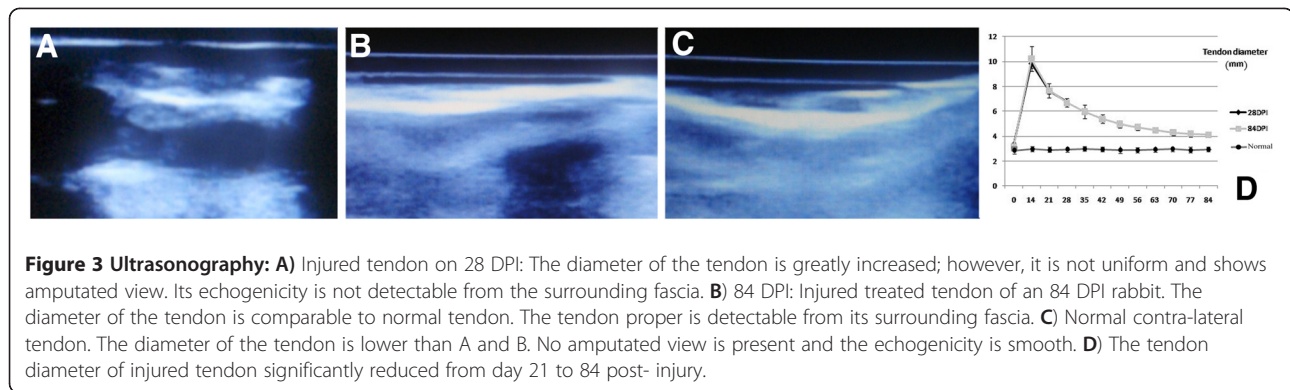 A
B
C
12
10
8
6
4
2
0
0 14 21 28 35 42 49 56 63 70 77 84
Tendon diameter
(mm)
28DPI
84DPI
Normal
D
Figure 3 Ultrasonography: A) Injured tendon on 28 DPI: The diameter of the tendon is greatly increased; however, it is not uniform and shows
amputated view. Its echogenicity is not detectable from the surrounding fascia. B) 84 DPI: Injured treated tendon of an 84 DPI rabbit. The
diameter of the tendon is comparable to normal tendon. The tendon proper is detectable from its surrounding fascia. C) Normal contra-lateral
tendon. The diameter of the tendon is lower than A and B. No amputated view is present and the echogenicity is smooth. D) The tendon
diameter of injured tendon significantly reduced from day 21 to 84 post- injury.